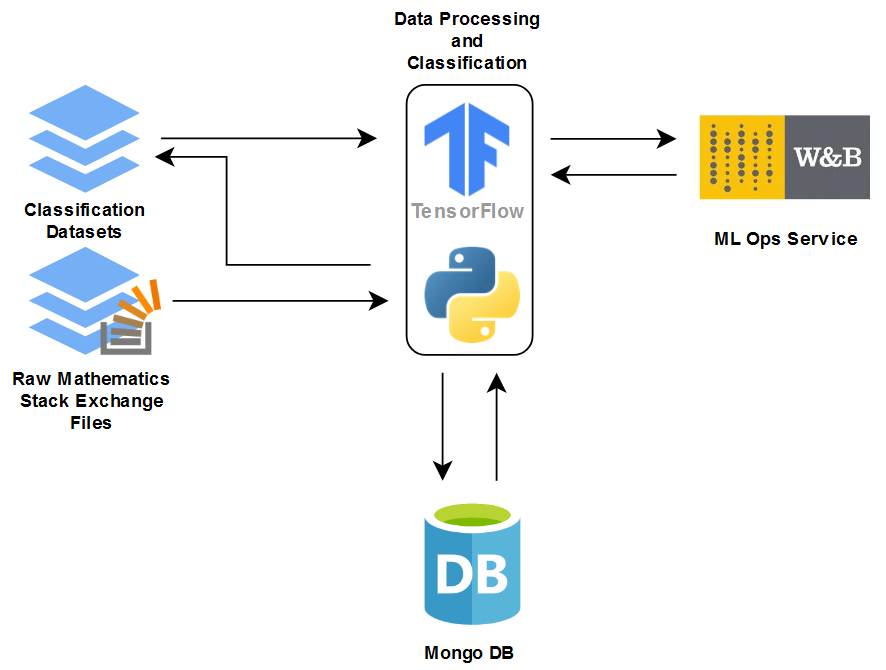 Data Processing
and
Classification
TensorFlow
W&B
ML Ops Service
Classification
Datasets
Raw Mathematics
Stack Exchange
Files
DB
Mongo DB